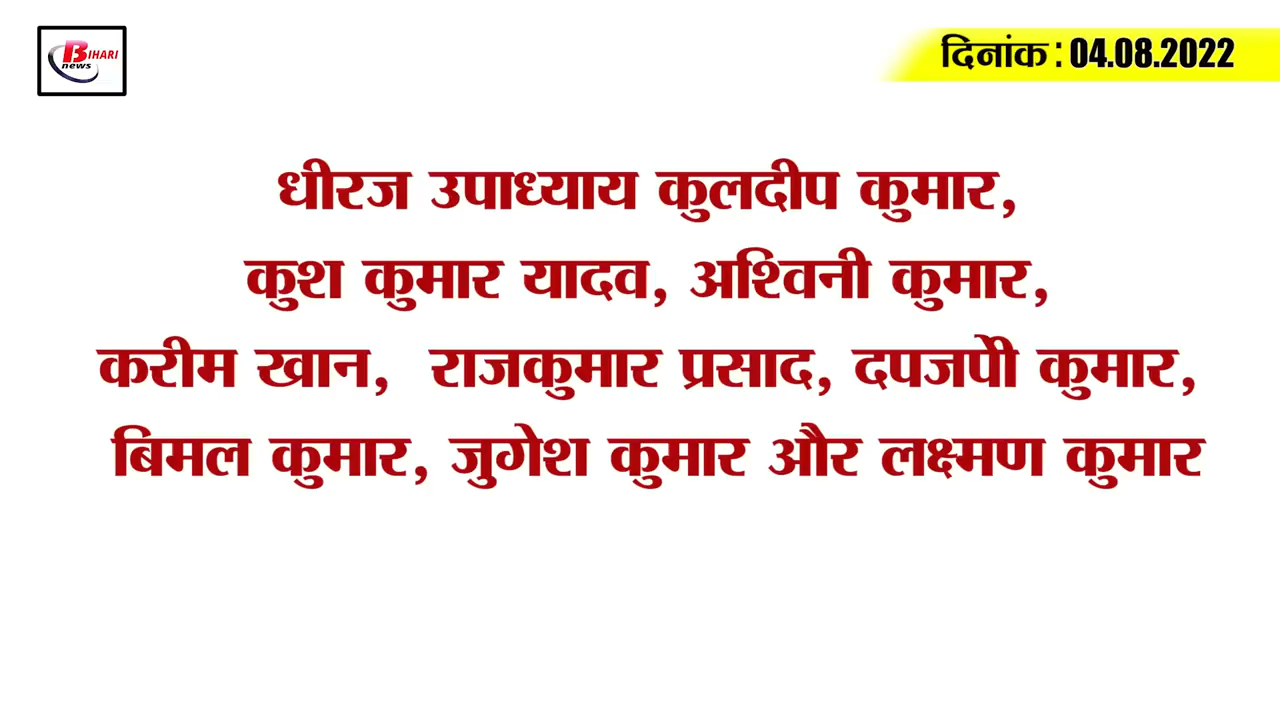 BIHARI
news
दिनांक : 04.08.2022
धीरज उपाध्याय कुलदीप कुमार,
कुश कुमार यादव, अश्विनी कुमार,
करीम खान, राजकुमार प्रसाद, दपजपेी कुमार,
बिमल कुमार, जुगेश कुमार और लक्ष्मण कुमार